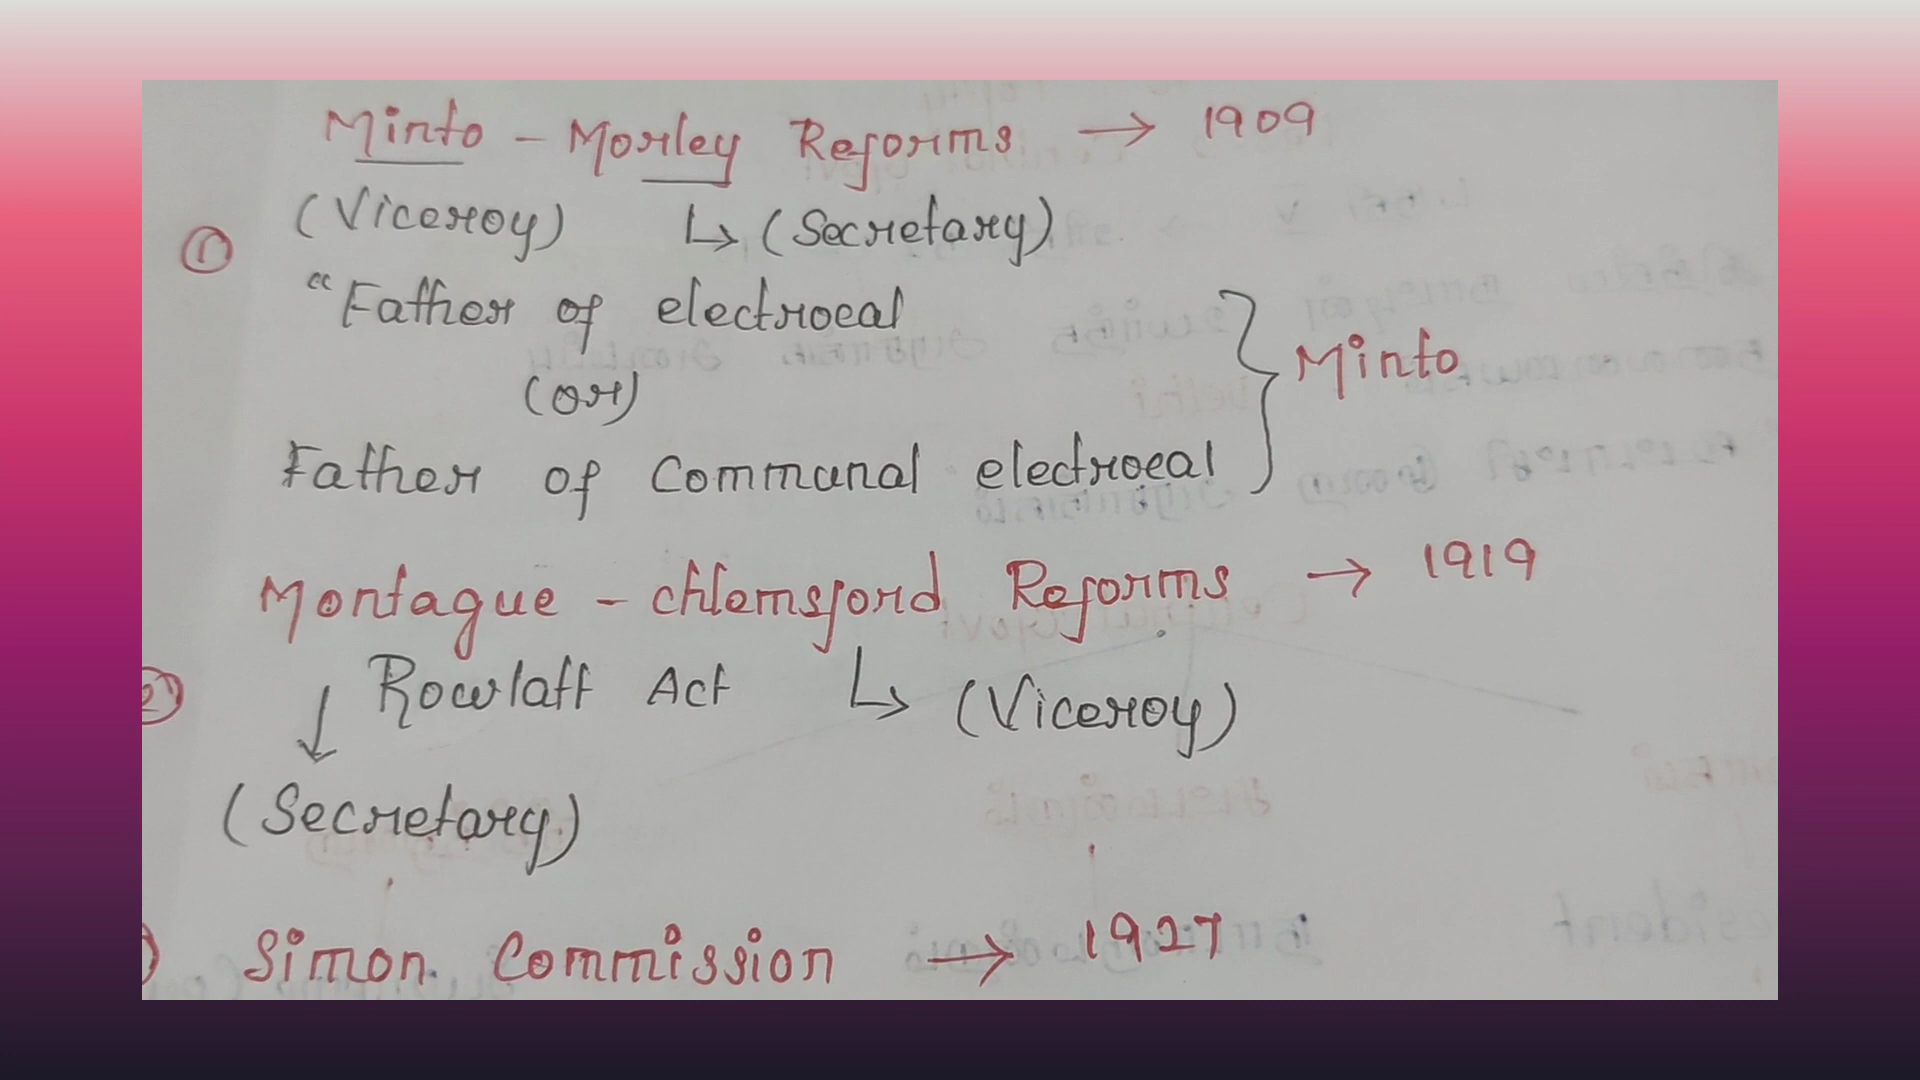 Minto - Morley Reforms → 1909
① (Viceroy) ↳ (Secretary)
"Father of electroeal
(or)
Father of Communal electroeal } Minto
Montague - chlemsford Reforms → 1919
2) ↓ Rowlatt Act ↳ (Viceroy)
(Secretary)
) Simon Commission → 1927